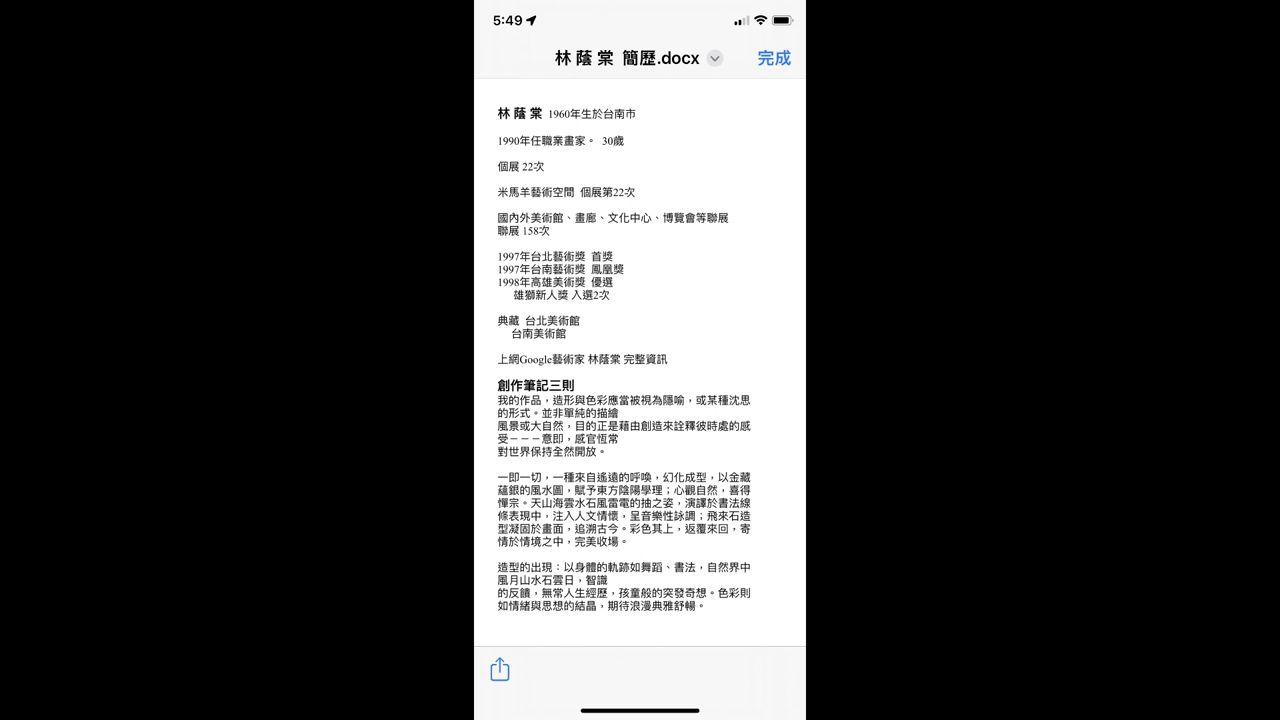 5:49
林 蔭 棠 簡歷.docx
完成
林 蔭 棠 1960年生於台南市
1990年任職業畫家。 30歲
個展 22次
米馬羊藝術空間 個展第22次
國內外美術館、畫廊、文化中心、博覽會等聯展
聯展 158次
1997年台北藝術獎 首獎
1997年台南藝術獎 鳳凰獎
1998年高雄美術獎 優選
雄獅新人獎 入選2次
典藏 台北美術館
台南美術館
上網Google藝術家 林蔭棠 完整資訊
創作筆記三則
我的作品，造形與色彩應當被視為隱喻，或某種沈思
的形式。並非單純的描繪
風景或大自然，目的正是藉由創造來詮釋彼時處的感
受－－－意即，感官恆常
對世界保持全然開放。
一即一切，一種來自遙遠的呼喚，幻化成型，以金藏
蘊銀的風水圖，賦予東方陰陽學理；心觀自然，喜得
憚宗。天山海雲水石風雷電的抽之姿，演譯於書法線
條表現中，注入人文情懷，呈音樂性詠調；飛來石造
型凝固於畫面，追溯古今。彩色其上，返覆來回，寄
情於情境之中，完美收場。
造型的出現：以身體的軌跡如舞蹈、書法，自然界中
風月山水石雲日，智識
的反饋，無常人生經歷，孩童般的突發奇想。色彩則
如情緒與思想的結晶，期待浪漫典雅舒暢。